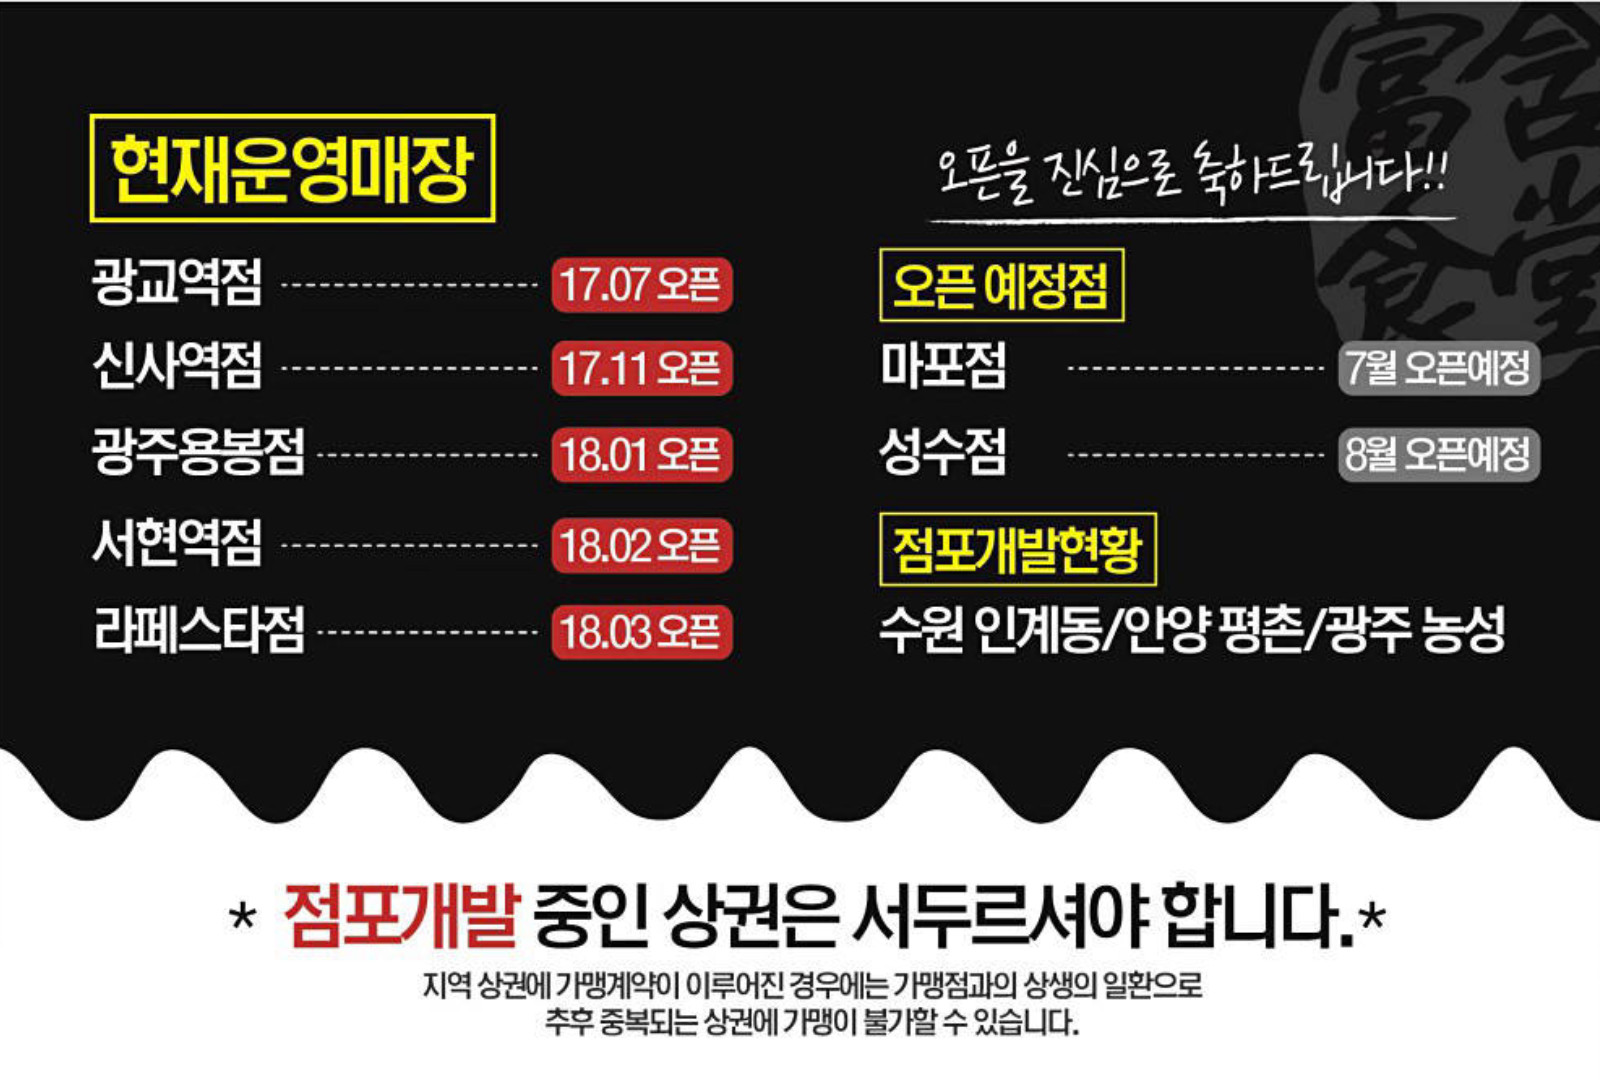 현재운영매장
광교역점 17.07 오픈
신사역점 17.11 오픈
광주용봉점 18.01 오픈
서현역점 18.02 오픈
라페스타점 18.03 오픈
오픈을 진심으로 축하드립니다!!
오픈 예정점
마포점 7월 오픈예정
성수점 8월 오픈예정
점포개발현황
수원 인계동/안양 평촌/광주 농성
* 점포개발 중인 상권은 서두르셔야 합니다.*
지역 상권에 가맹계약이 이루어진 경우에는 가맹점과의 상생의 일환으로
추후 중복되는 상권에 가맹이 불가할 수 있습니다.